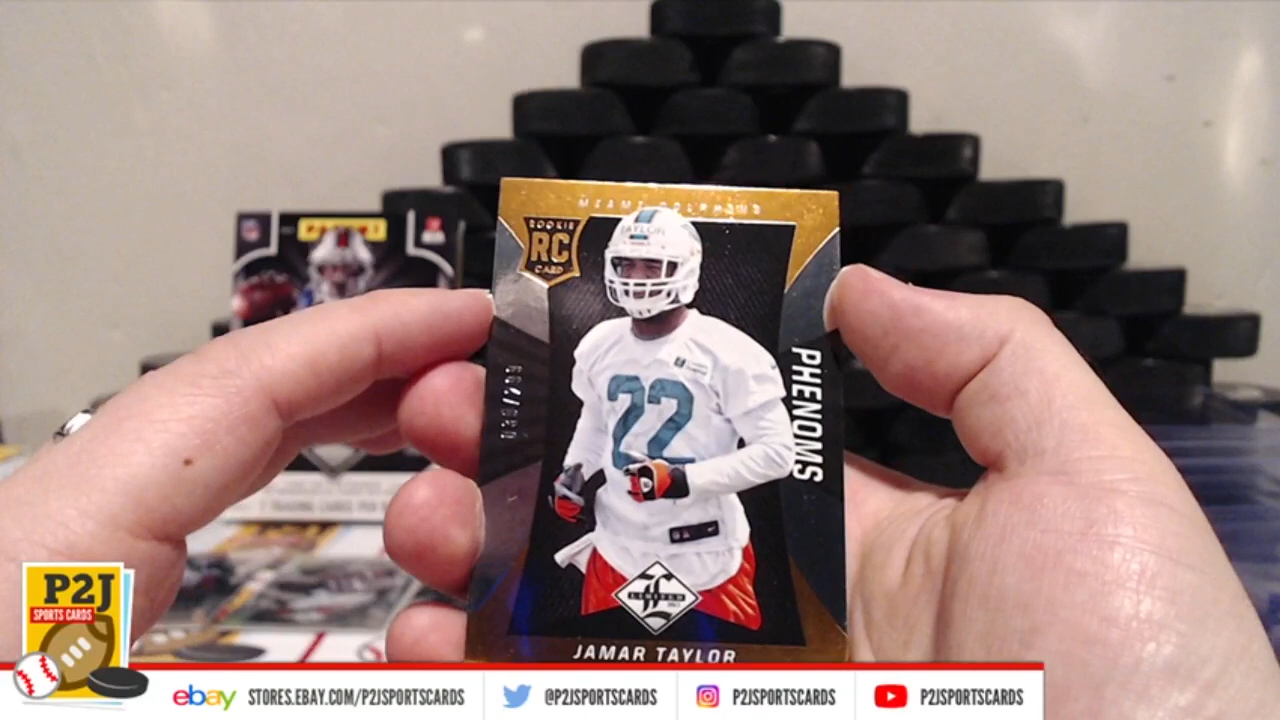 MIAMI DOLPHINS
ROOKIE
RC
CARD
TAYLOR
PHENOMS
22
LIMITED
JAMAR TAYLOR
PANINI
P2J
SPORTS CARDS
ebay STORES.EBAY.COM/P2JSPORTSCARDS
@P2JSPORTSCARDS
P2JSPORTSCARDS
P2JSPORTSCARDS